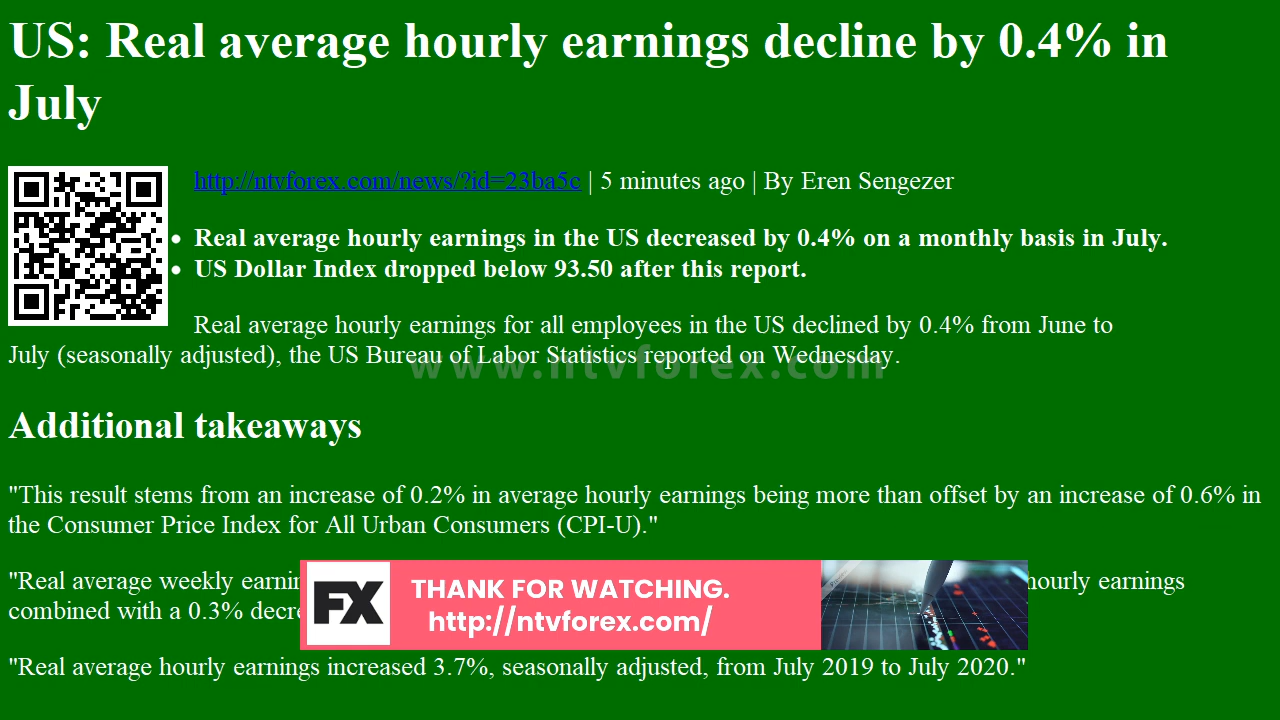 US: Real average hourly earnings decline by 0.4% in
July
http://ntvforex.com/news/?id=23ba5c | 5 minutes ago | By Eren Sengezer
• Real average hourly earnings in the US decreased by 0.4% on a monthly basis in July.
• US Dollar Index dropped below 93.50 after this report.
Real average hourly earnings for all employees in the US declined by 0.4% from June to
July (seasonally adjusted), the US Bureau of Labor Statistics reported on Wednesday.
www.ntvforex.com
Additional takeaways
"This result stems from an increase of 0.2% in average hourly earnings being more than offset by an increase of 0.6% in
the Consumer Price Index for All Urban Consumers (CPI-U)."
"Real average weekly hourly earnings
combined with a 0.3%
FX
THANK FOR WATCHING.
http://ntvforex.com/
"Real average hourly earnings increased 3.7%, seasonally adjusted, from July 2019 to July 2020."